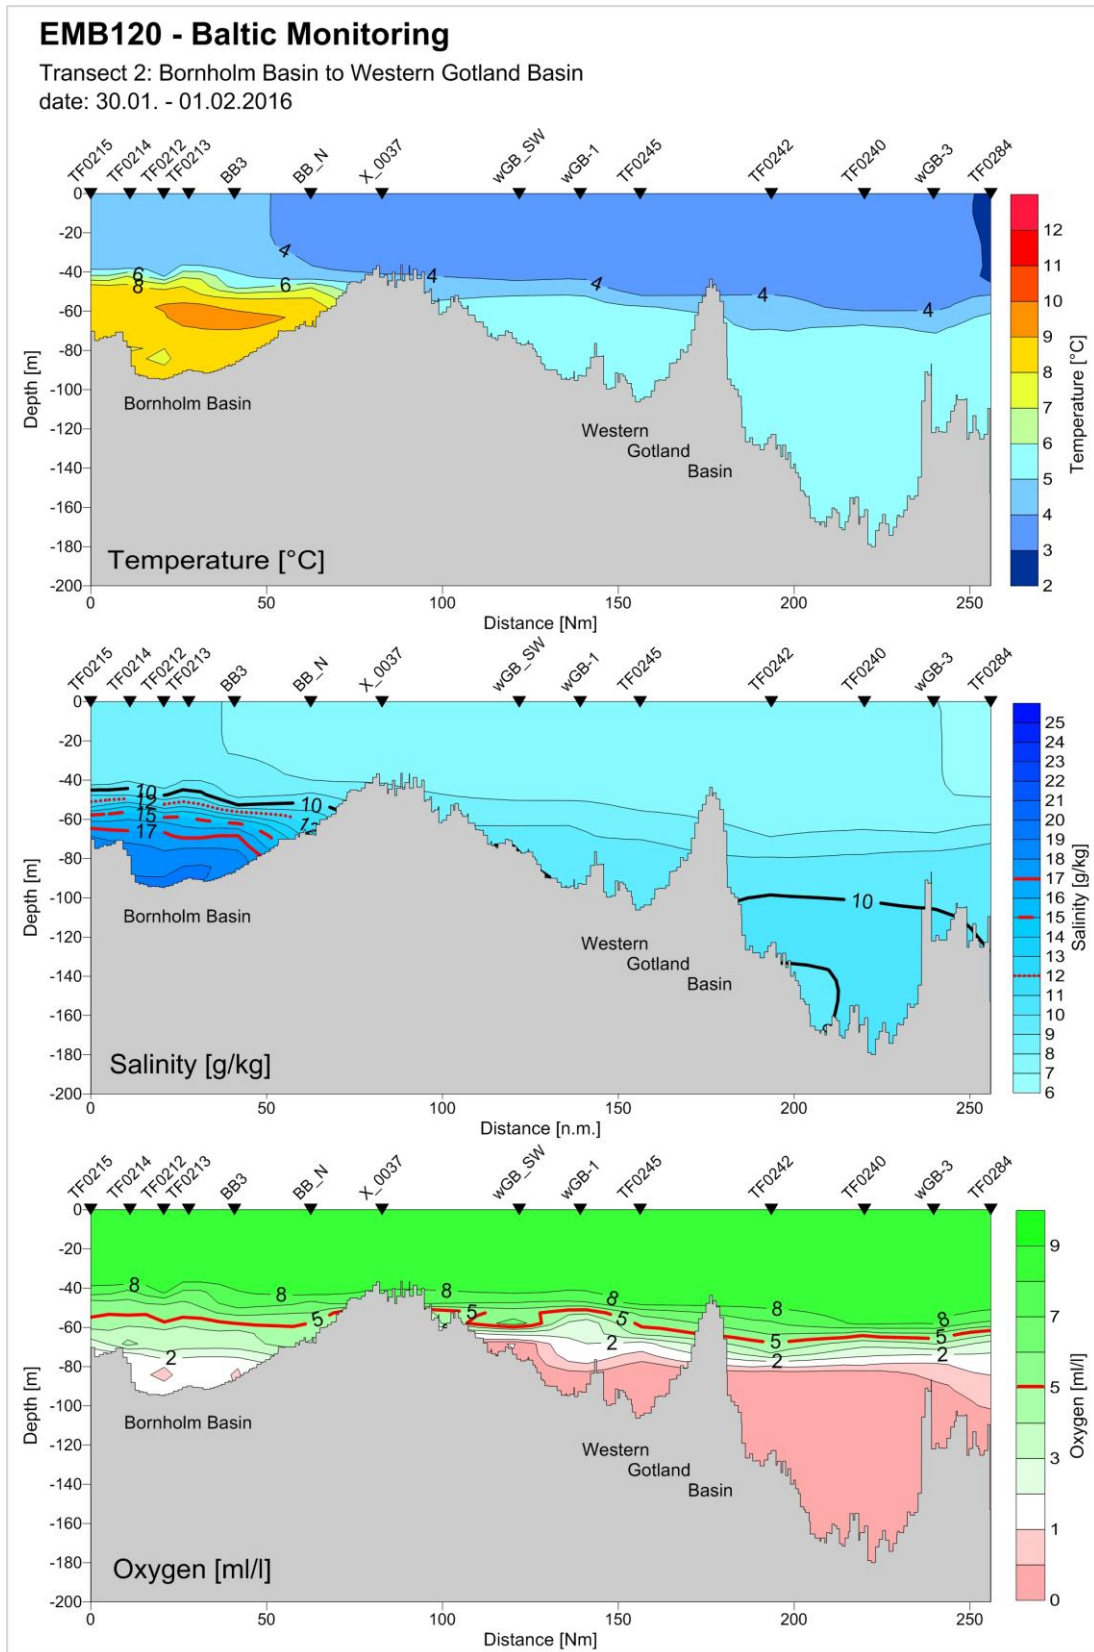 EMB120 - Baltic Monitoring
Transect 2: Bornholm Basin to Western Gotland Basin
date: 30.01. - 01.02.2016
TF0215 TF0214 TF0212 TF0213 BB3 BB_N X_0037 wGB_SW wGB-1 TF0245 TF0242 TF0240 wGB-3 TF0284
0
-20
-40
-60
-80
-100
-120
-140
-160
-180
-200
Depth [m]
4
6
8
6
4
4
4
4
Bornholm Basin
Western
Gotland
Basin
Temperature [°C]
0 50 100 150 200 250
Distance [Nm]
12
11
10
9
8
7
6
5
4
3
2
Temperature [°C]
TF0215 TF0214 TF0212 TF0213 BB3 BB_N X_0037 wGB_SW wGB-1 TF0245 TF0242 TF0240 wGB-3 TF0284
0
-20
-40
-60
-80
-100
-120
-140
-160
-180
-200
Depth [m]
10
12
15
17
10
10
Bornholm Basin
Western
Gotland
Basin
Salinity [g/kg]
0 50 100 150 200 250
Distance [n.m.]
25
24
23
22
21
20
19
18
17
16
15
14
13
12
11
10
9
8
7
6
Salinity [g/kg]
TF0215 TF0214 TF0212 TF0213 BB3 BB_N X_0037 wGB_SW wGB-1 TF0245 TF0242 TF0240 wGB-3 TF0284
0
-20
-40
-60
-80
-100
-120
-140
-160
-180
-200
Depth [m]
8 8 8 8 8
5 5 5 5 5
2 2 2 2
Bornholm Basin
Western
Gotland
Basin
Oxygen [ml/l]
0 50 100 150 200 250
Distance [Nm]
9
7
5
3
1
0
Oxygen [ml/l]